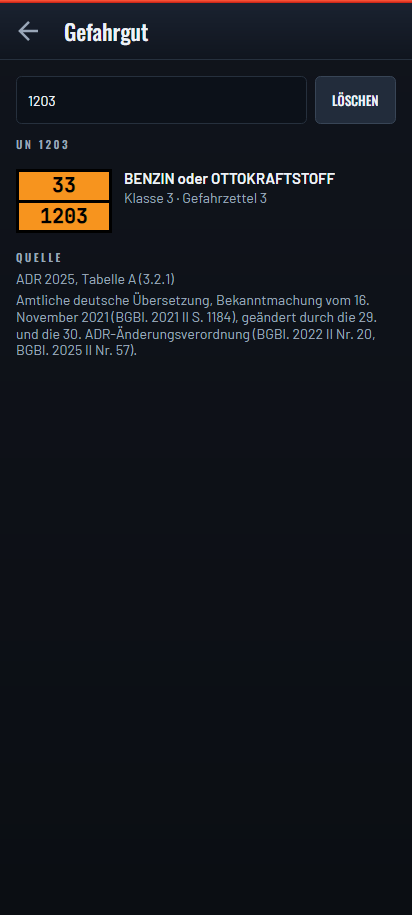 Gefahrgut
1203
LÖSCHEN
UN 1203
33
1203
BENZIN oder OTTOKRAFTSTOFF
Klasse 3 · Gefahrzettel 3
QUELLE
ADR 2025, Tabelle A (3.2.1)
Amtliche deutsche Übersetzung, Bekanntmachung vom 16.
November 2021 (BGBl. 2021 II S. 1184), geändert durch die 29.
und die 30. ADR-Änderungsverordnung (BGBl. 2022 II Nr. 20,
BGBl. 2025 II Nr. 57).